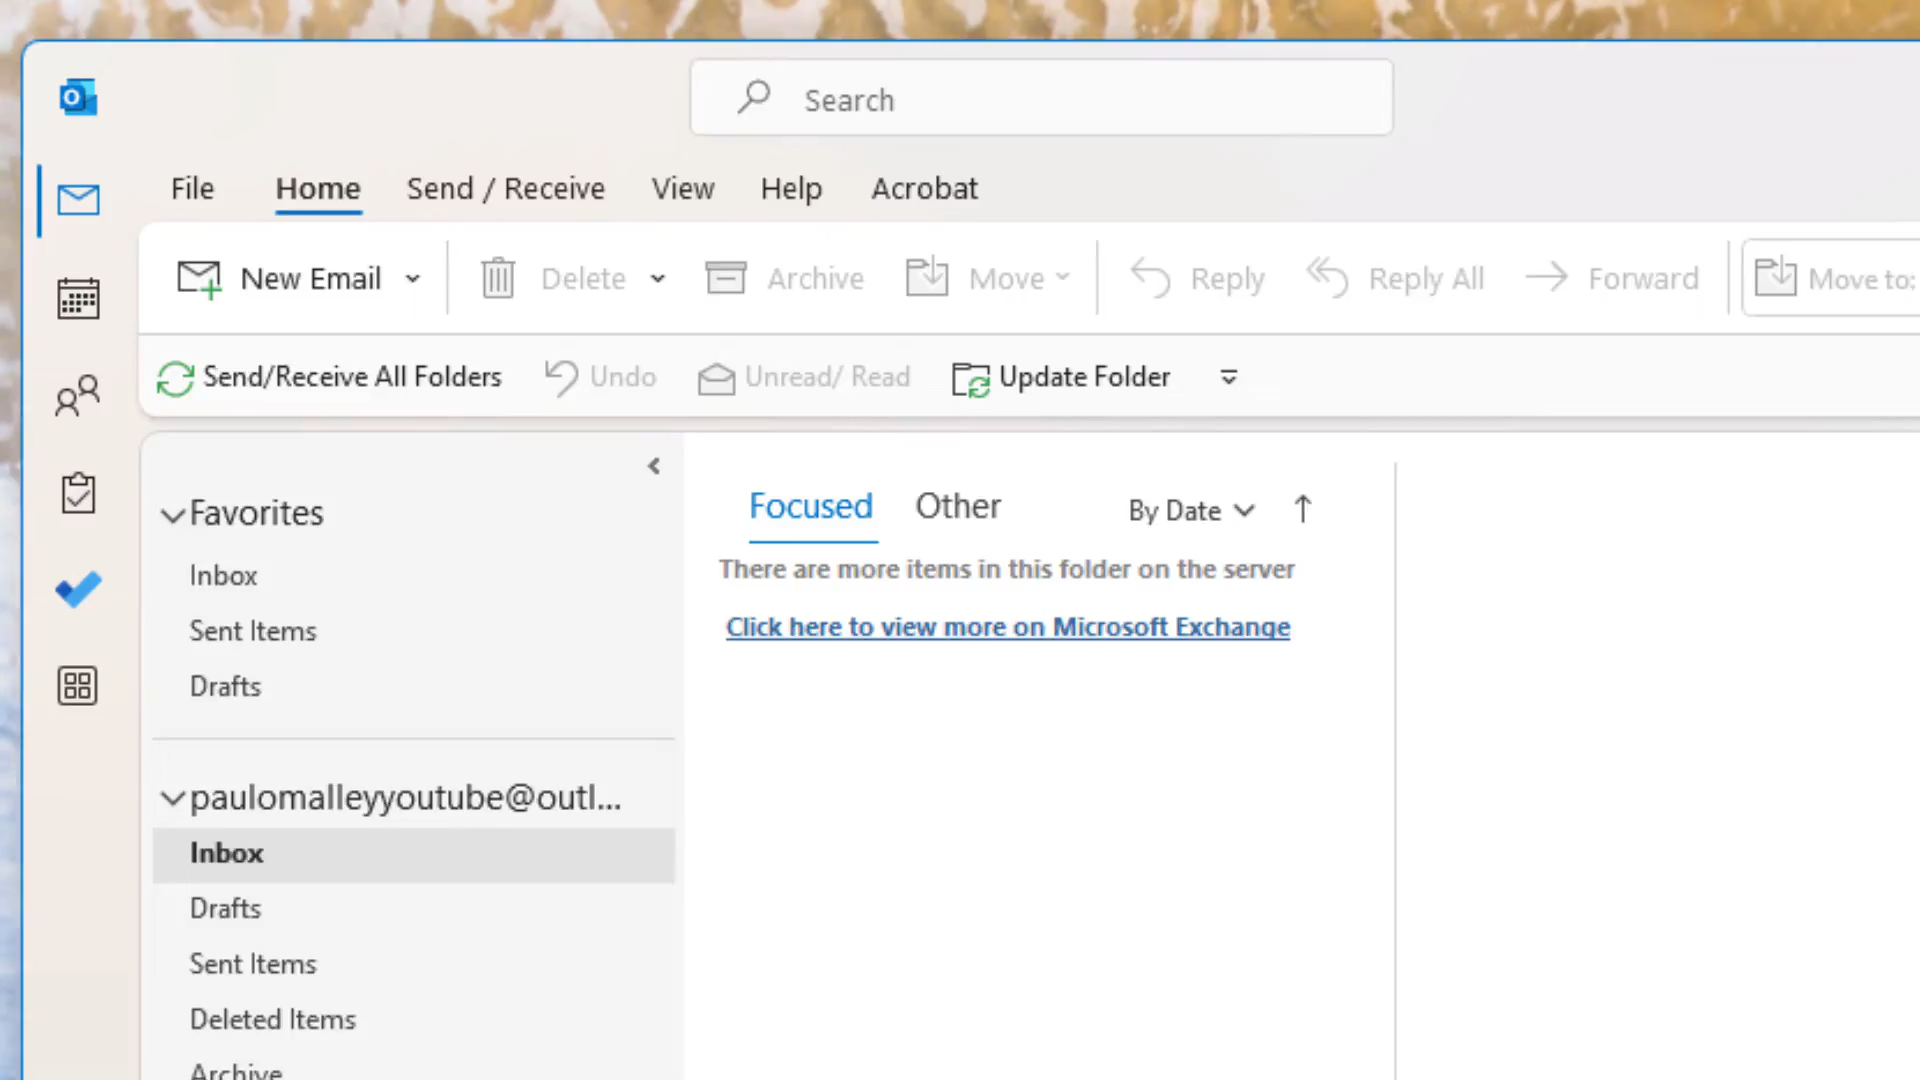 Search
File Home Send / Receive View Help Acrobat
New Email Delete Archive Move Reply Reply All Forward Move to:
Send/Receive All Folders Undo Unread/ Read Update Folder
Favorites
Inbox
Sent Items
Drafts
paulomalleyyoutube@outl...
Inbox
Drafts
Sent Items
Deleted Items
Archive
Focused Other By Date
There are more items in this folder on the server
Click here to view more on Microsoft Exchange